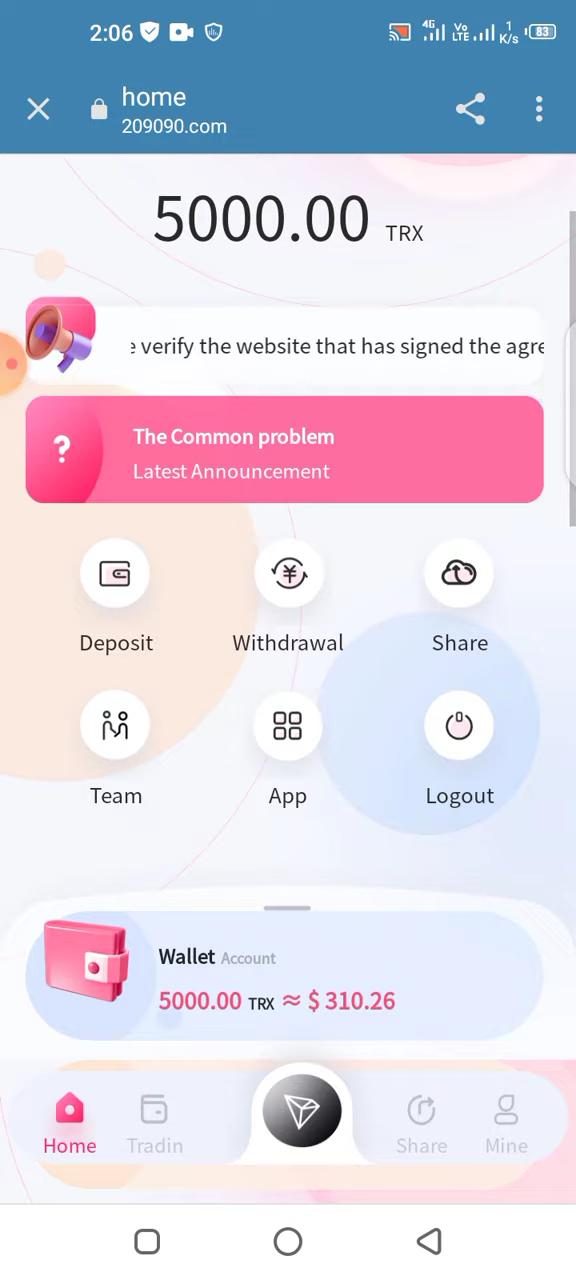 2:06
4G
Vo LTE
1 K/s
83
home
209090.com
5000.00 TRX
verify the website that has signed the agre
?
The Common problem
Latest Announcement
¥
Deposit Withdrawal Share
Team App Logout
Wallet Account
5000.00 TRX ≈ $ 310.26
Home Tradin Share Mine